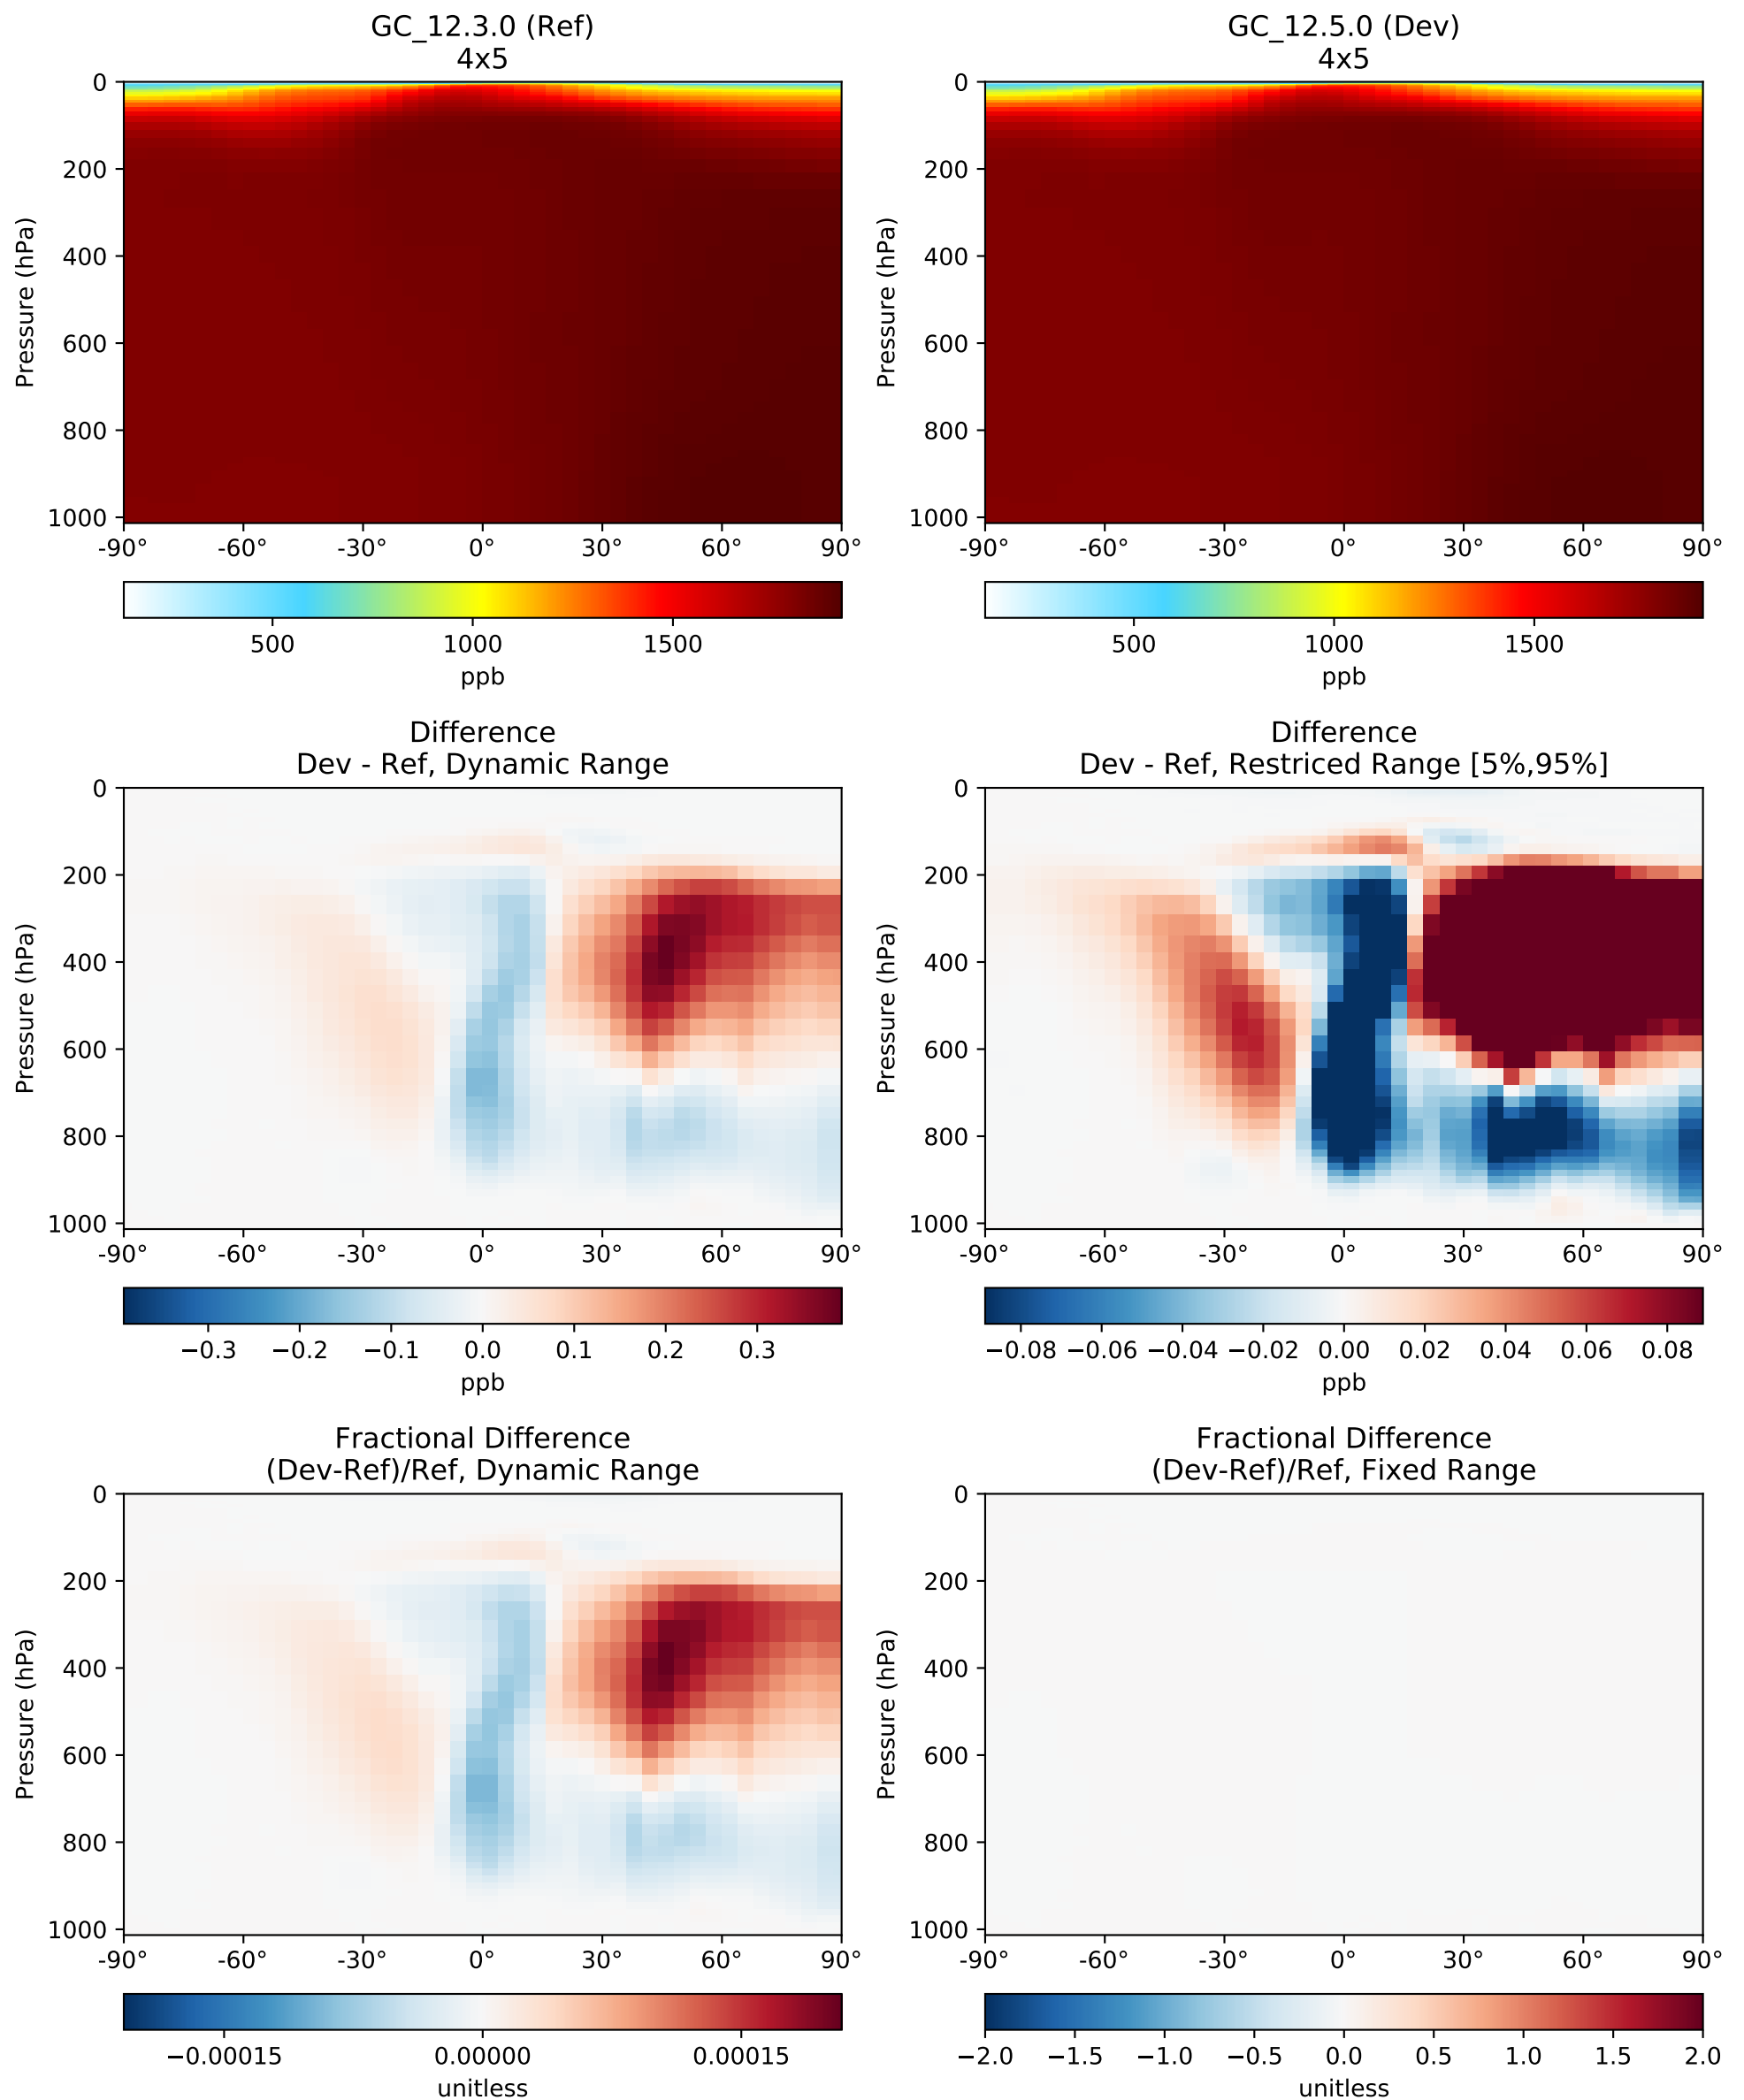 GC_12.3.0 (Ref)
4x5
GC_12.5.0 (Dev)
4x5
0
200
400
600
800
1000
Pressure (hPa)
-90° -60° -30° 0° 30° 60° 90°
500 1000 1500
ppb
0
200
400
600
800
1000
Pressure (hPa)
-90° -60° -30° 0° 30° 60° 90°
500 1000 1500
ppb
Difference
Dev - Ref, Dynamic Range
0
200
400
600
800
1000
Pressure (hPa)
-90° -60° -30° 0° 30° 60° 90°
−0.3 −0.2 −0.1 0.0 0.1 0.2 0.3
ppb
Difference
Dev - Ref, Restriced Range [5%,95%]
0
200
400
600
800
1000
Pressure (hPa)
-90° -60° -30° 0° 30° 60° 90°
−0.08 −0.06 −0.04 −0.02 0.00 0.02 0.04 0.06 0.08
ppb
Fractional Difference
(Dev-Ref)/Ref, Dynamic Range
0
200
400
600
800
1000
Pressure (hPa)
-90° -60° -30° 0° 30° 60° 90°
−0.00015 0.00000 0.00015
unitless
Fractional Difference
(Dev-Ref)/Ref, Fixed Range
0
200
400
600
800
1000
Pressure (hPa)
-90° -60° -30° 0° 30° 60° 90°
−2.0 −1.5 −1.0 −0.5 0.0 0.5 1.0 1.5 2.0
unitless